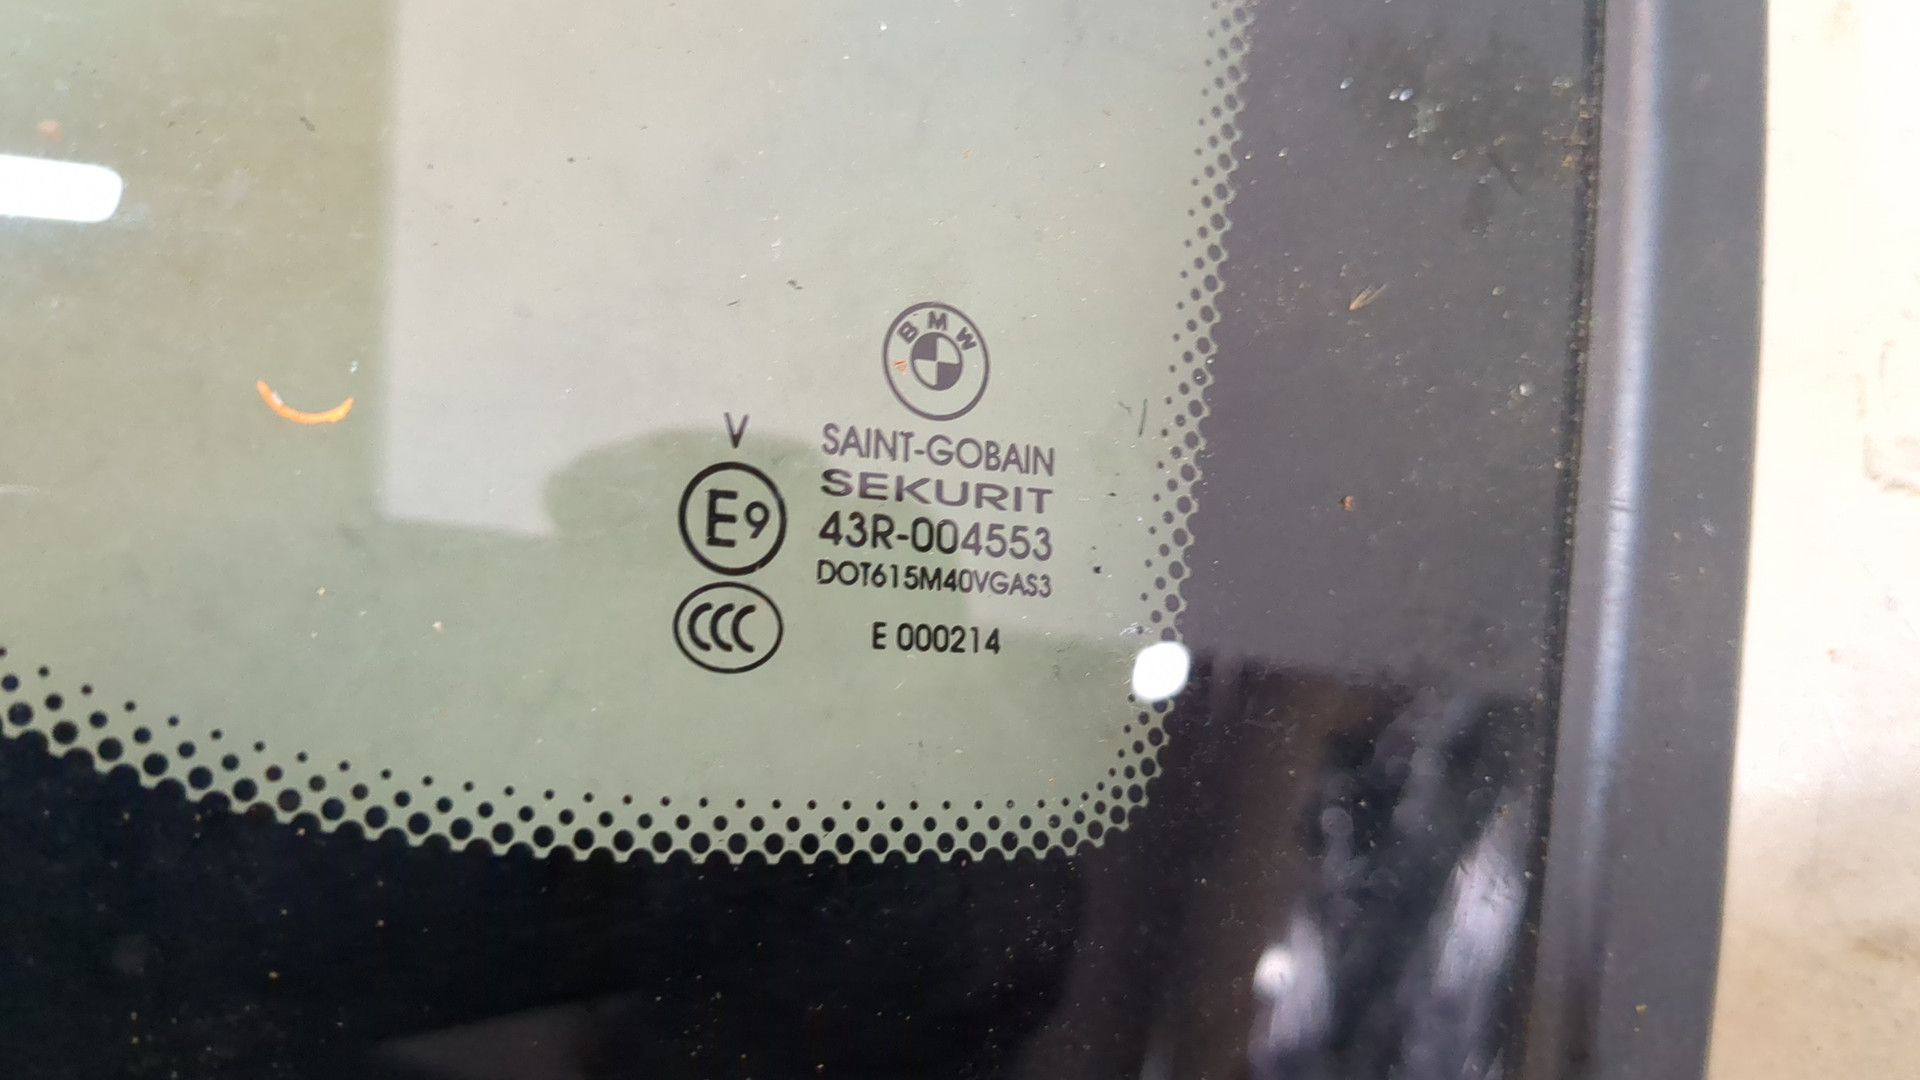 BMW
SAINT-GOBAIN
SEKURIT
V
E9
43R-004553
DOT615M40VGAS3
CCC
E 000214